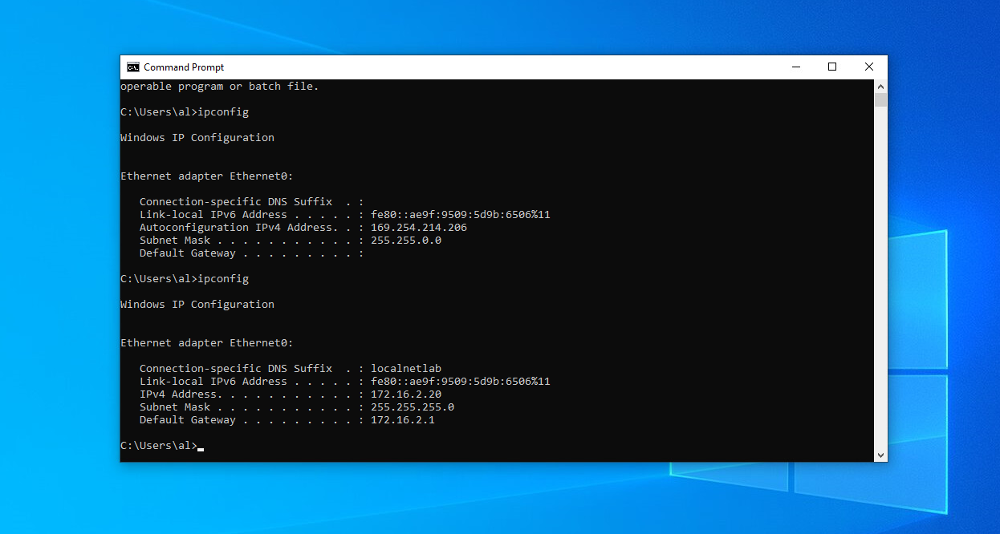 Command Prompt
operable program or batch file.
C:\Users\al>ipconfig
Windows IP Configuration
Ethernet adapter Ethernet0:
   Connection-specific DNS Suffix  . :
   Link-local IPv6 Address . . . . . : fe80::ae9f:9509:5d9b:6506%11
   Autoconfiguration IPv4 Address. . : 169.254.214.206
   Subnet Mask . . . . . . . . . . . : 255.255.0.0
   Default Gateway . . . . . . . . . :
C:\Users\al>ipconfig
Windows IP Configuration
Ethernet adapter Ethernet0:
   Connection-specific DNS Suffix  . : localnetlab
   Link-local IPv6 Address . . . . . : fe80::ae9f:9509:5d9b:6506%11
   IPv4 Address. . . . . . . . . . . : 172.16.2.20
   Subnet Mask . . . . . . . . . . . : 255.255.255.0
   Default Gateway . . . . . . . . . : 172.16.2.1
C:\Users\al>